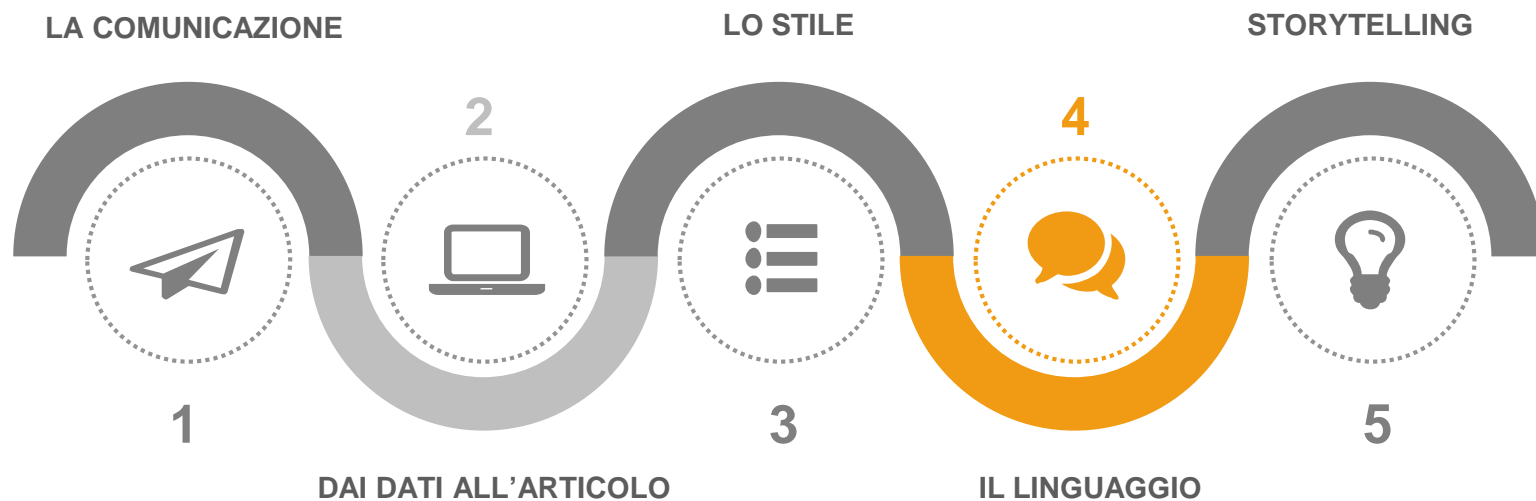 LA COMUNICAZIONE
LO STILE
STORYTELLING
2
4
1
3
5
DAI DATI ALL’ARTICOLO
IL LINGUAGGIO